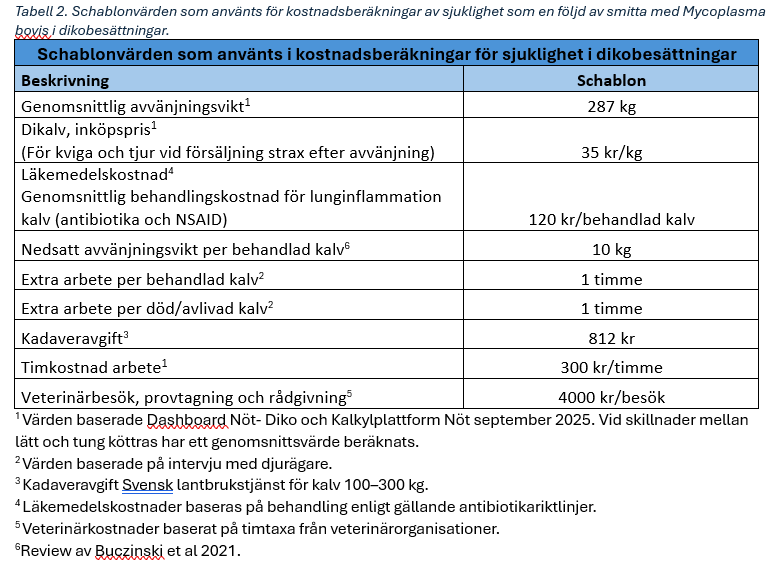 Tabell 2. Schablonvärden som använts för kostnadsberäkningar av sjuklighet som en följd av smitta med Mycoplasma
bovis i dikobesättningar.
Schablonvärden som använts i kostnadsberäkningar för sjuklighet i dikobesättningar
Beskrivning Schablon
Genomsnittlig avvänjningsvikt¹ 287 kg
Dikalv, inköpspris¹
(För kviga och tjur vid försäljning strax efter avvänjning) 35 kr/kg
Läkemedelskostnad⁴
Genomsnittlig behandlingskostnad för lunginflammation
kalv (antibiotika och NSAID) 120 kr/behandlad kalv
Nedsatt avvänjningsvikt per behandlad kalv⁶ 10 kg
Extra arbete per behandlad kalv² 1 timme
Extra arbete per död/avlivad kalv² 1 timme
Kadaveravgift³ 812 kr
Timkostnad arbete¹ 300 kr/timme
Veterinärbesök, provtagning och rådgivning⁵ 4000 kr/besök
¹ Värden baserade Dashboard Nöt- Diko och Kalkylplattform Nöt september 2025. Vid skillnader mellan
lätt och tung köttras har ett genomsnittsvärde beräknats.
² Värden baserade på intervju med djurägare.
³ Kadaveravgift Svensk lantbrukstjänst för kalv 100–300 kg.
⁴ Läkemedelskostnader baseras på behandling enligt gällande antibiotikariktlinjer.
⁵ Veterinärkostnader baserat på timtaxa från veterinärorganisationer.
⁶Review av Buczinski et al 2021.